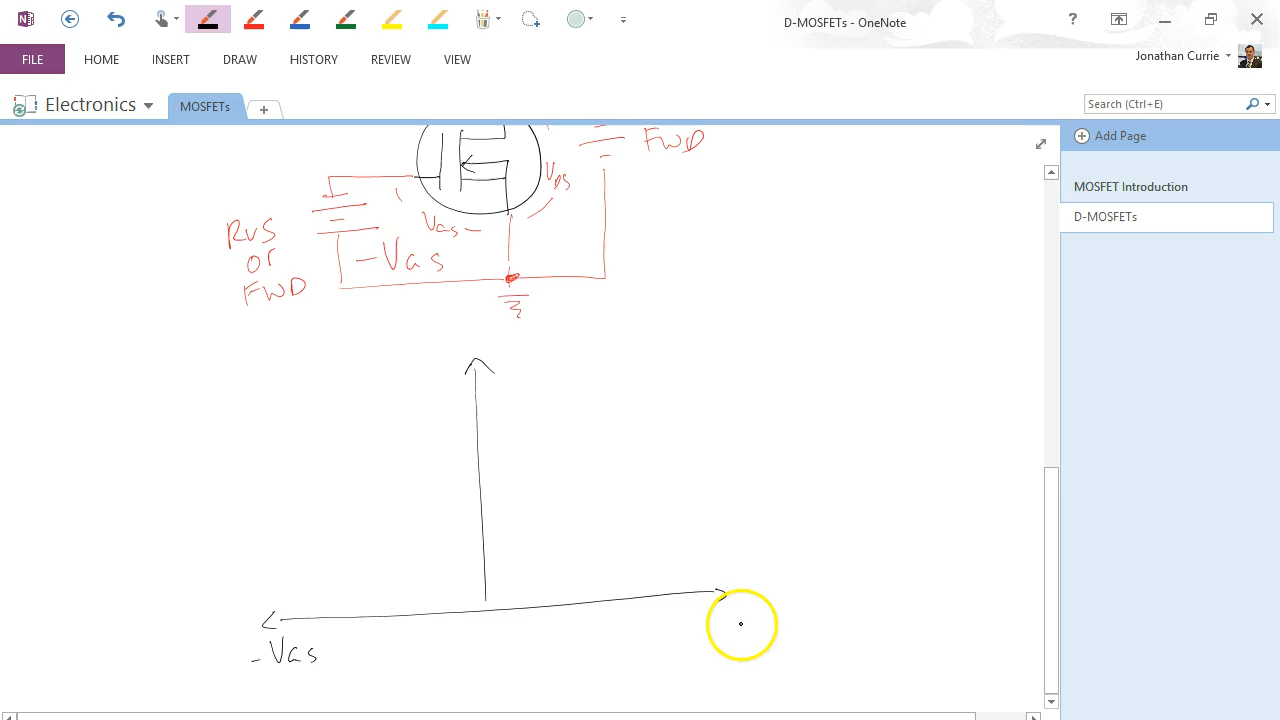 D-MOSFETs - OneNote
?
Jonathan Currie
FILE HOME INSERT DRAW HISTORY REVIEW VIEW
Electronics MOSFETs
Search (Ctrl+E)
Add Page
MOSFET Introduction
D-MOSFETs
FWD
VDS
RVS
or
FWD
VGS -
-VGS
-VGS